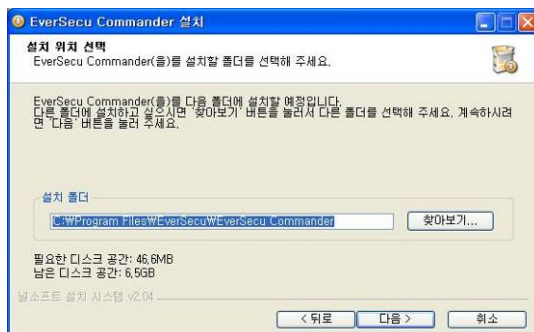 EverSecu Commander 설치
설치 위치 선택
EverSecu Commander(을)를 설치할 폴더를 선택해 주세요.
EverSecu Commander(을)를 다음 폴더에 설치할 예정입니다.
다른 폴더에 설치하고 싶으시면 '찾아보기' 버튼을 눌러서 다른 폴더를 선택해 주세요. 계속하시려
면 '다음' 버튼을 눌러 주세요.
설치 폴더
C:₩Program Files₩EverSecu₩EverSecu Commander
찾아보기...
필요한 디스크 공간: 46.6MB
남은 디스크 공간: 6.5GB
널소프트 설치 시스템 v2.04
< 뒤로
다음 >
취소